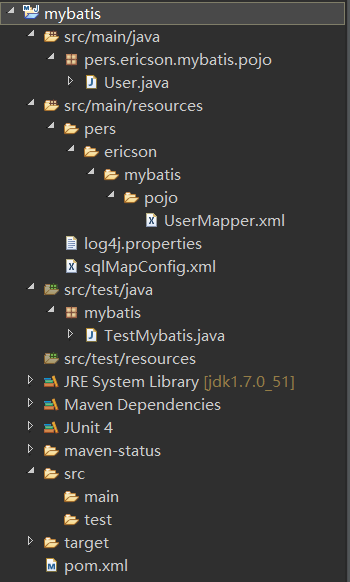 mybatis
src/main/java
pers.ericson.mybatis.pojo
User.java
src/main/resources
pers
ericson
mybatis
pojo
UserMapper.xml
log4j.properties
sqlMapConfig.xml
src/test/java
mybatis
TestMybatis.java
src/test/resources
JRE System Library [jdk1.7.0_51]
Maven Dependencies
JUnit 4
maven-status
src
main
test
target
pom.xml